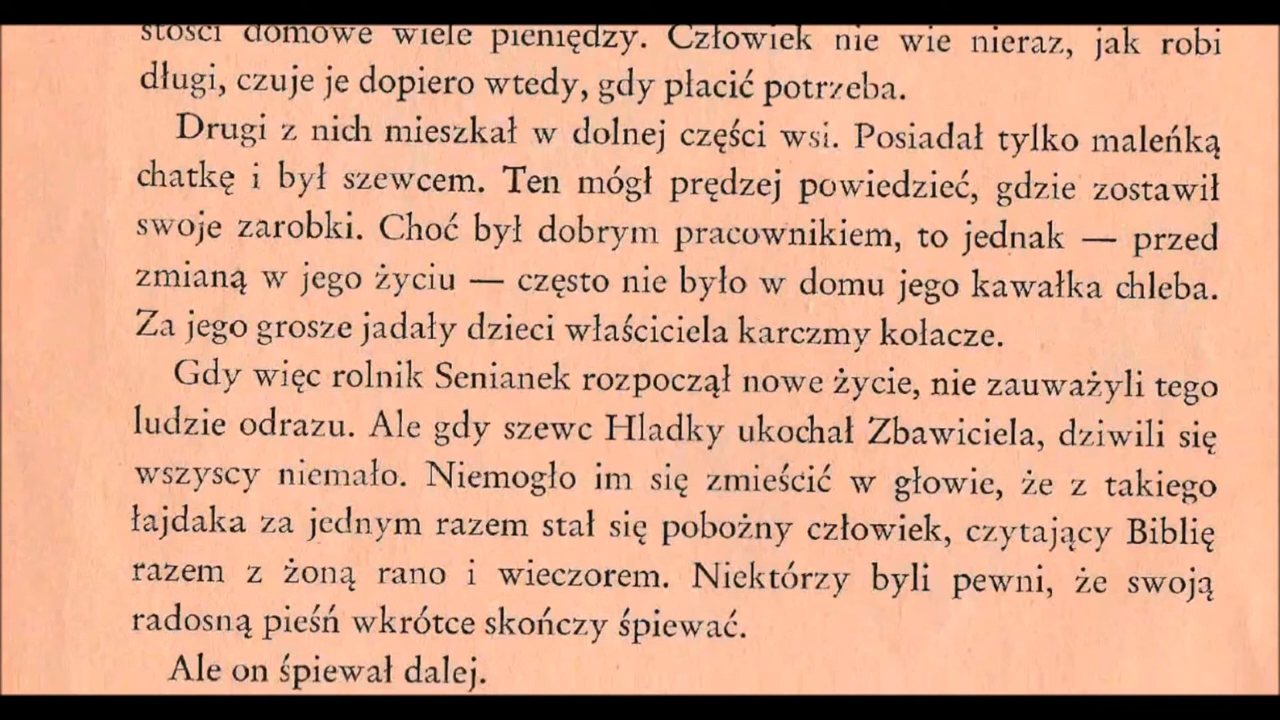 stości domowe wiele pieniędzy. Człowiek nie wie nieraz, jak robi
długi, czuje je dopiero wtedy, gdy płacić potrzeba.
Drugi z nich mieszkał w dolnej części wsi. Posiadał tylko maleńką
chatkę i był szewcem. Ten mógł prędzej powiedzieć, gdzie zostawił
swoje zarobki. Choć był dobrym pracownikiem, to jednak — przed
zmianą w jego życiu — często nie było w domu jego kawałka chleba.
Za jego grosze jadały dzieci właściciela karczmy kołacze.
Gdy więc rolnik Senianek rozpoczął nowe życie, nie zauważyli tego
ludzie odrazu. Ale gdy szewc Hladky ukochał Zbawiciela, dziwili się
wszyscy niemało. Niemogło im się zmieścić w głowie, że z takiego
łajdaka za jednym razem stał się pobożny człowiek, czytający Biblię
razem z żoną rano i wieczorem. Niektórzy byli pewni, że swoją
radosną pieśń wkrótce skończy śpiewać.
Ale on śpiewał dalej.